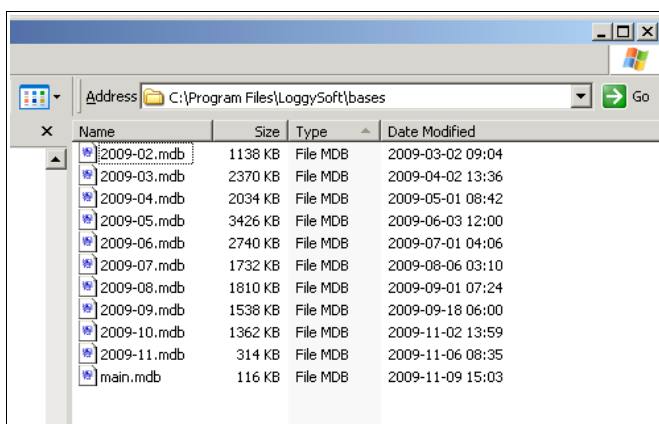 Address C:\Program Files\LoggySoft\bases Go
Name Size Type Date Modified
2009-02.mdb 1138 KB File MDB 2009-03-02 09:04
2009-03.mdb 2370 KB File MDB 2009-04-02 13:36
2009-04.mdb 2034 KB File MDB 2009-05-01 08:42
2009-05.mdb 3426 KB File MDB 2009-06-03 12:00
2009-06.mdb 2740 KB File MDB 2009-07-01 04:06
2009-07.mdb 1732 KB File MDB 2009-08-06 03:10
2009-08.mdb 1810 KB File MDB 2009-09-01 07:24
2009-09.mdb 1538 KB File MDB 2009-09-18 06:00
2009-10.mdb 1362 KB File MDB 2009-11-02 13:59
2009-11.mdb 314 KB File MDB 2009-11-06 08:35
main.mdb 116 KB File MDB 2009-11-09 15:03